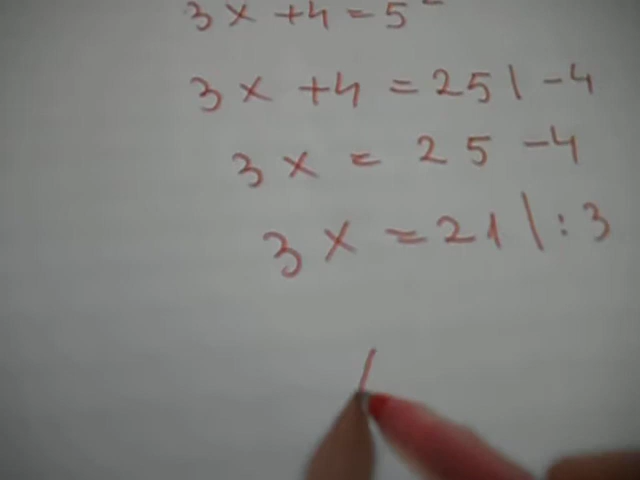 3x + 4 = 5
3x + 4 = 25 | - 4
3x = 25 - 4
3x = 21 | : 3